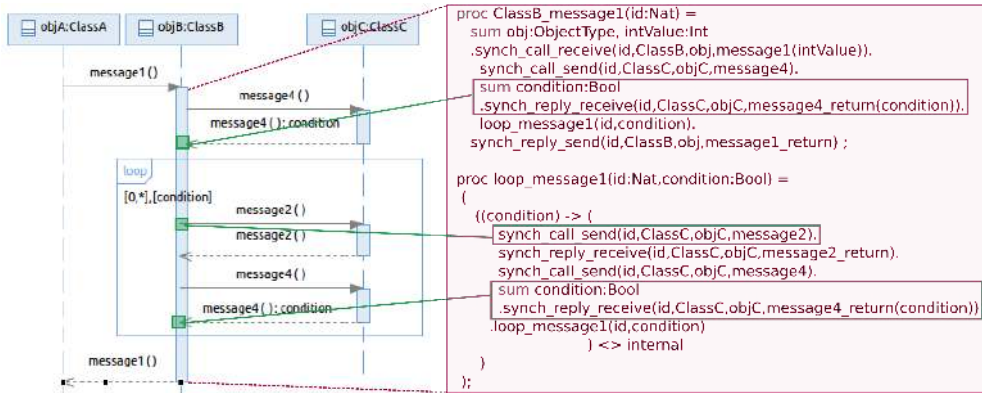 objA:ClassA
objB:ClassB
objC:ClassC
message1()
message4()
message4(): condition
loop
[0,*],[condition]
message2()
message2()
message4()
message4(): condition
message1()
proc ClassB_message1(id:Nat) =
sum obj:ObjectType, intValue:Int
.synch_call_receive(id,ClassB,obj,message1(intValue)).
synch_call_send(id,ClassC,objC,message4).
sum condition:Bool
.synch_reply_receive(id,ClassC,objC,message4_return(condition)).
loop_message1(id,condition).
synch_reply_send(id,ClassB,obj,message1_return) ;
proc loop_message1(id:Nat,condition:Bool) =
(
((condition) -> (
synch_call_send(id,ClassC,objC,message2).
synch_reply_receive(id,ClassC,objC,message2_return).
synch_call_send(id,ClassC,objC,message4).
sum condition:Bool
.synch_reply_receive(id,ClassC,objC,message4_return(condition))
.loop_message1(id,condition)
) <> internal
)
);